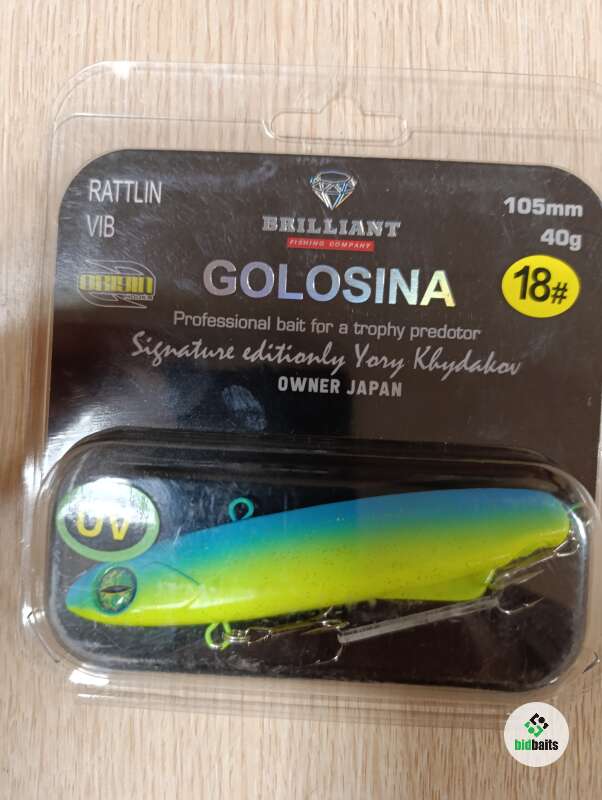 RATTLIN
VIB
BRILLIANT
FISHING COMPANY
105mm
40g
GOLOSINA
18#
Professional bait for a trophy predotor
Signature editionly Yory Khydakov
OWNER JAPAN
UV
bidbaits